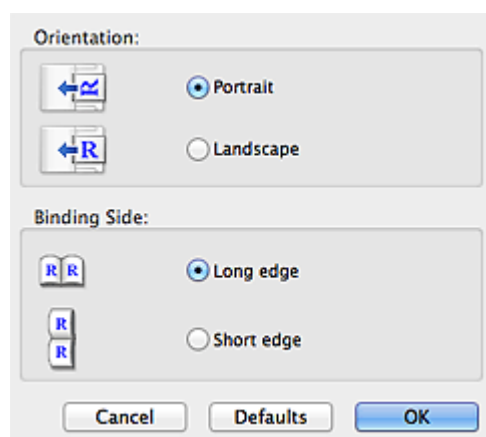 Orientation:
R
Portrait
R
Landscape
Binding Side:
R R
Long edge
R
R
Short edge
Cancel Defaults OK